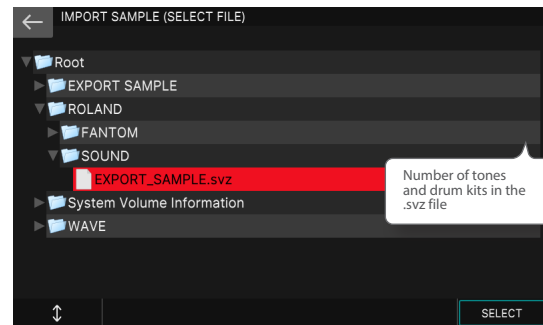 IMPORT SAMPLE (SELECT FILE)
Root
EXPORT SAMPLE
ROLAND
FANTOM
SOUND
EXPORT_SAMPLE.svz
Number of tones
and drum kits in the
.svz file
System Volume Information
WAVE
SELECT